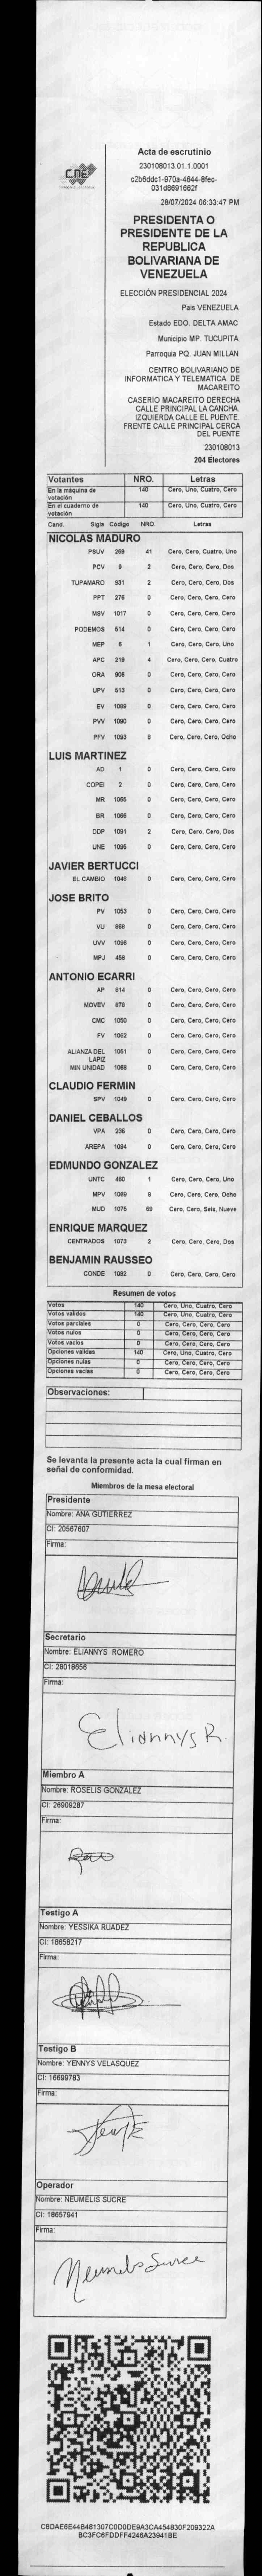 Acta de escrutinio
230108013.01.1.0001
c2b6ddc1-970a-4644-8fec-
031d8691662f
28/07/2024 06:33:47 PM
CNE
PRESIDENTA O
PRESIDENTE DE LA
REPUBLICA
BOLIVARIANA DE
VENEZUELA
ELECCIÓN PRESIDENCIAL 2024
País VENEZUELA
Estado EDO. DELTA AMAC
Municipio MP. TUCUPITA
Parroquia PQ. JUAN MILLAN
CENTRO BOLIVARIANO DE
INFORMATICA Y TELEMATICA DE
MACAREITO
CASERIO MACAREITO DERECHA
CALLE PRINCIPAL LA CANCHA.
IZQUIERDA CALLE EL PUENTE.
FRENTE CALLE PRINCIPAL CERCA
DEL PUENTE
230108013
204 Electores
Votantes NRO. Letras
En la máquina de votación 140 Cero, Uno, Cuatro, Cero
En el cuaderno de votación 140 Cero, Uno, Cuatro, Cero
Cand. Sigla Código NRO. Letras
NICOLAS MADURO
PSUV 269 41 Cero, Cero, Cuatro, Uno
PCV 9 2 Cero, Cero, Cero, Dos
TUPAMARO 931 2 Cero, Cero, Cero, Dos
PPT 275 0 Cero, Cero, Cero, Cero
MSV 1017 0 Cero, Cero, Cero, Cero
PODEMOS 514 0 Cero, Cero, Cero, Cero
MEP 6 1 Cero, Cero, Cero, Uno
APC 219 4 Cero, Cero, Cero, Cuatro
ORA 906 0 Cero, Cero, Cero, Cero
UPV 513 0 Cero, Cero, Cero, Cero
EV 1089 0 Cero, Cero, Cero, Cero
PVV 1090 0 Cero, Cero, Cero, Cero
PFV 1093 8 Cero, Cero, Cero, Ocho
LUIS MARTINEZ
AD 1 0 Cero, Cero, Cero, Cero
COPEI 2 0 Cero, Cero, Cero, Cero
MR 1065 0 Cero, Cero, Cero, Cero
BR 1066 0 Cero, Cero, Cero, Cero
DDP 1091 2 Cero, Cero, Cero, Dos
UNE 1095 0 Cero, Cero, Cero, Cero
JAVIER BERTUCCI
EL CAMBIO 1048 0 Cero, Cero, Cero, Cero
JOSE BRITO
PV 1053 0 Cero, Cero, Cero, Cero
VU 869 0 Cero, Cero, Cero, Cero
UVV 1096 0 Cero, Cero, Cero, Cero
MPJ 458 0 Cero, Cero, Cero, Cero
ANTONIO ECARRI
AP 814 0 Cero, Cero, Cero, Cero
MOVEV 878 0 Cero, Cero, Cero, Cero
CMC 1050 0 Cero, Cero, Cero, Cero
FV 1062 0 Cero, Cero, Cero, Cero
ALIANZA DEL LAPIZ 1051 0 Cero, Cero, Cero, Cero
MIN UNIDAD 1068 0 Cero, Cero, Cero, Cero
CLAUDIO FERMIN
SPV 1049 0 Cero, Cero, Cero, Cero
DANIEL CEBALLOS
VPA 236 0 Cero, Cero, Cero, Cero
AREPA 1094 0 Cero, Cero, Cero, Cero
EDMUNDO GONZALEZ
UNTC 460 1 Cero, Cero, Cero, Uno
MPV 1069 8 Cero, Cero, Cero, Ocho
MUD 1075 69 Cero, Cero, Seis, Nueve
ENRIQUE MARQUEZ
CENTRADOS 1073 2 Cero, Cero, Cero, Dos
BENJAMIN RAUSSEO
CONDE 1092 0 Cero, Cero, Cero, Cero
Resumen de votos
Votos 140 Cero, Uno, Cuatro, Cero
Votos validos 140 Cero, Uno, Cuatro, Cero
Votos parciales 0 Cero, Cero, Cero, Cero
Votos nulos 0 Cero, Cero, Cero, Cero
Votos vacios 0 Cero, Cero, Cero, Cero
Opciones validas 140 Cero, Uno, Cuatro, Cero
Opciones nulas 0 Cero, Cero, Cero, Cero
Opciones vacias 0 Cero, Cero, Cero, Cero
Observaciones:
Se levanta la presente acta la cual firman en
señal de conformidad.
Miembros de la mesa electoral
Presidente
Nombre: ANA GUTIERREZ
CI: 20567607
Firma:
Secretario
Nombre: ELIANNYS ROMERO
CI: 28018656
Firma:
Eliannys R.
Miembro A
Nombre: ROSELIS GONZALEZ
CI: 26909287
Firma:
Testigo A
Nombre: YESSIKA RUADEZ
CI: 18658217
Firma:
Testigo B
Nombre: YENNYS VELASQUEZ
CI: 16699783
Firma:
Operador
Nombre: NEUMELIS SUCRE
CI: 18657941
Firma:
Neumelis Sucre
C8DAE6E44B481307C0D0DE9A3CA454830F209322A
BC3FC6FDDFF4246A23941BE